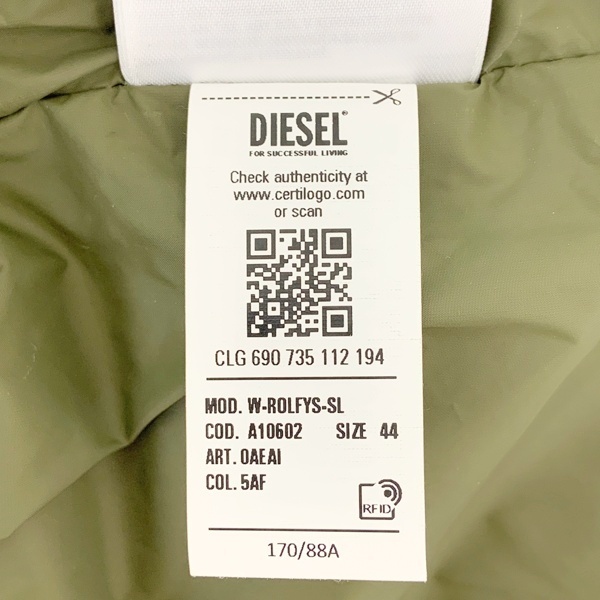 DIESEL®
FOR SUCCESSFUL LIVING
Check authenticity at
www.certilogo.com
or scan
CLG 690 735 112 194
MOD. W-ROLFYS-SL
COD. A10602 SIZE 44
ART. 0AEAI
COL. 5AF
RFID
170/88A